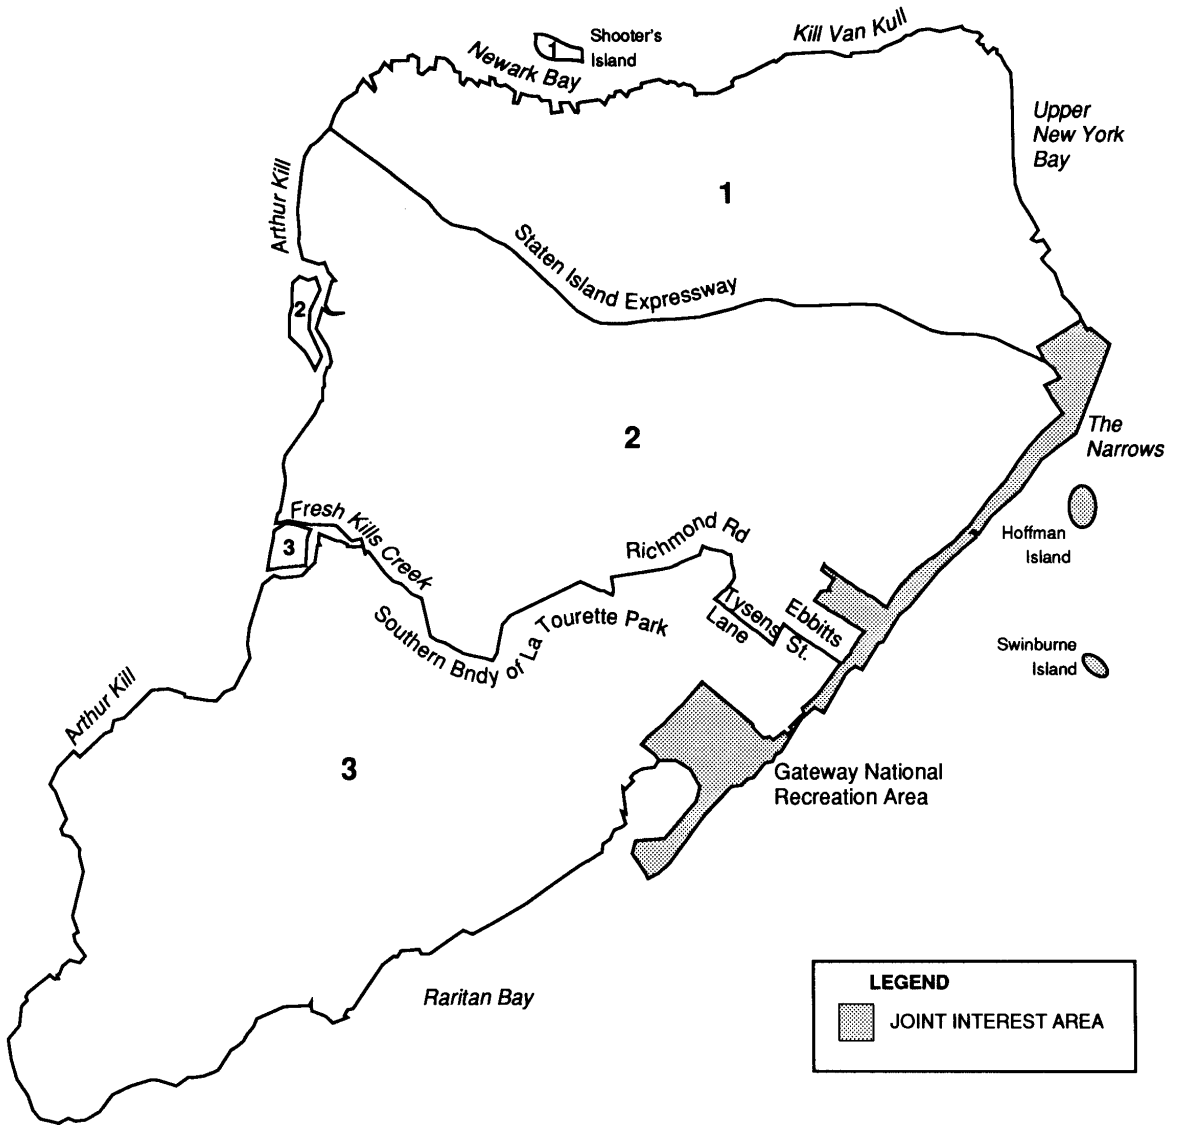 Kill Van Kull
Shooter's
Island
1
Newark Bay
Upper
New York
Bay
Arthur Kill
1
Staten Island Expressway
2
The
Narrows
2
Fresh Kills Creek
3
Richmond Rd
Hoffman
Island
Tysens
Lane
Ebbitts
St.
Southern Bndy of La Tourette Park
Swinburne
Island
Arthur Kill
3
Gateway National
Recreation Area
Raritan Bay
LEGEND
JOINT INTEREST AREA